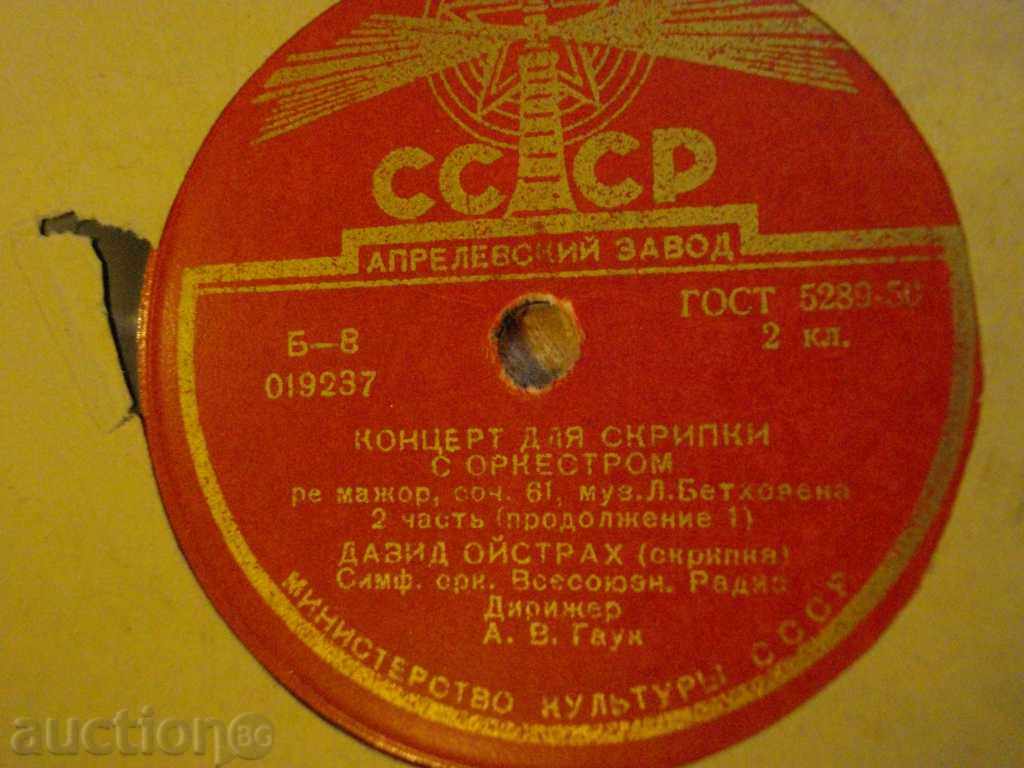 СССР
АПРЕЛЕВСКИЙ ЗАВОД
ГОСТ 5289-50
2 кл.
Б—8
019237
КОНЦЕРТ ДЛЯ СКРИПКИ
С ОРКЕСТРОМ
ре мажор, соч. 61, муз. Л. Бетховена
2 часть (продолжение 1)
ДАВИД ОЙСТРАХ (скрипка)
Симф. орк. Всесоюзн. Радио
Дирижер
А. В. Гаук
МИНИСТЕРСТВО КУЛЬТУРЫ СССР
auction BG